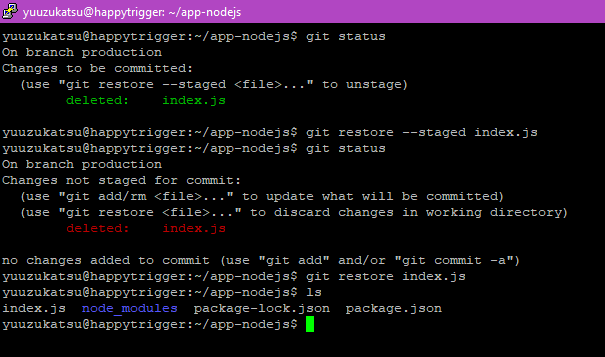 yuuzukatsu@happytrigger: ~/app-nodejs
yuuzukatsu@happytrigger:~/app-nodejs$ git status
On branch production
Changes to be committed:
  (use "git restore --staged <file>..." to unstage)
        deleted:    index.js

yuuzukatsu@happytrigger:~/app-nodejs$ git restore --staged index.js
yuuzukatsu@happytrigger:~/app-nodejs$ git status
On branch production
Changes not staged for commit:
  (use "git add/rm <file>..." to update what will be committed)
  (use "git restore <file>..." to discard changes in working directory)
        deleted:    index.js

no changes added to commit (use "git add" and/or "git commit -a")
yuuzukatsu@happytrigger:~/app-nodejs$ git restore index.js
yuuzukatsu@happytrigger:~/app-nodejs$ ls
index.js  node_modules  package-lock.json  package.json
yuuzukatsu@happytrigger:~/app-nodejs$